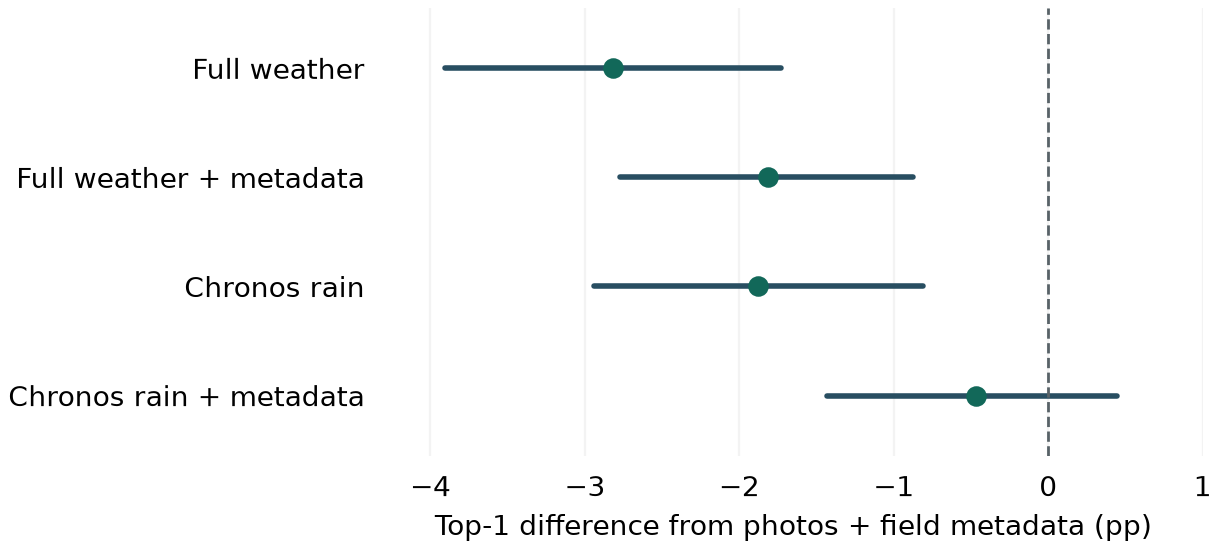 Full weather
Full weather + metadata
Chronos rain
Chronos rain + metadata
−4 −3 −2 −1 0 1
Top-1 difference from photos + field metadata (pp)